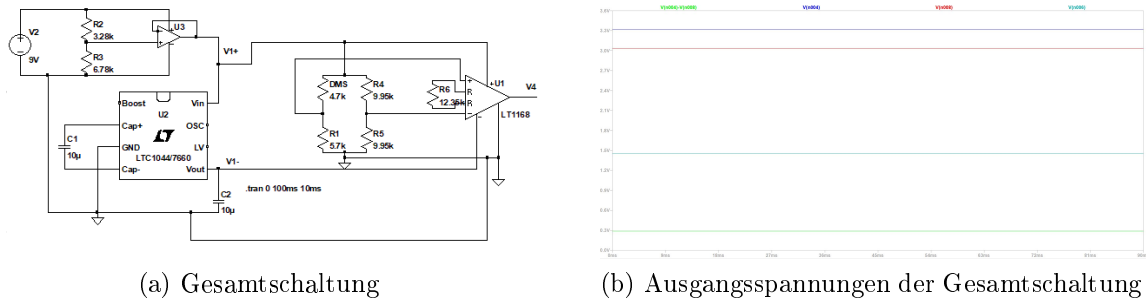 V2
9V
R2
3.28k
R3
6.78k
U3
V1+
Boost
Vin
U2
Cap+
OSC
GND
LV
LTC1044/7660
Cap-
Vout
C1
10µ
V1-
C2
10µ
.tran 0 100ms 10ms
DMS
4.7k
R4
9.95k
R1
5.7k
R5
9.95k
R6
12.35k
R
R
U1
V4
LT1168
(a) Gesamtschaltung
V(n004)
V(n008)
(b) Ausgangsspannungen der Gesamtschaltung